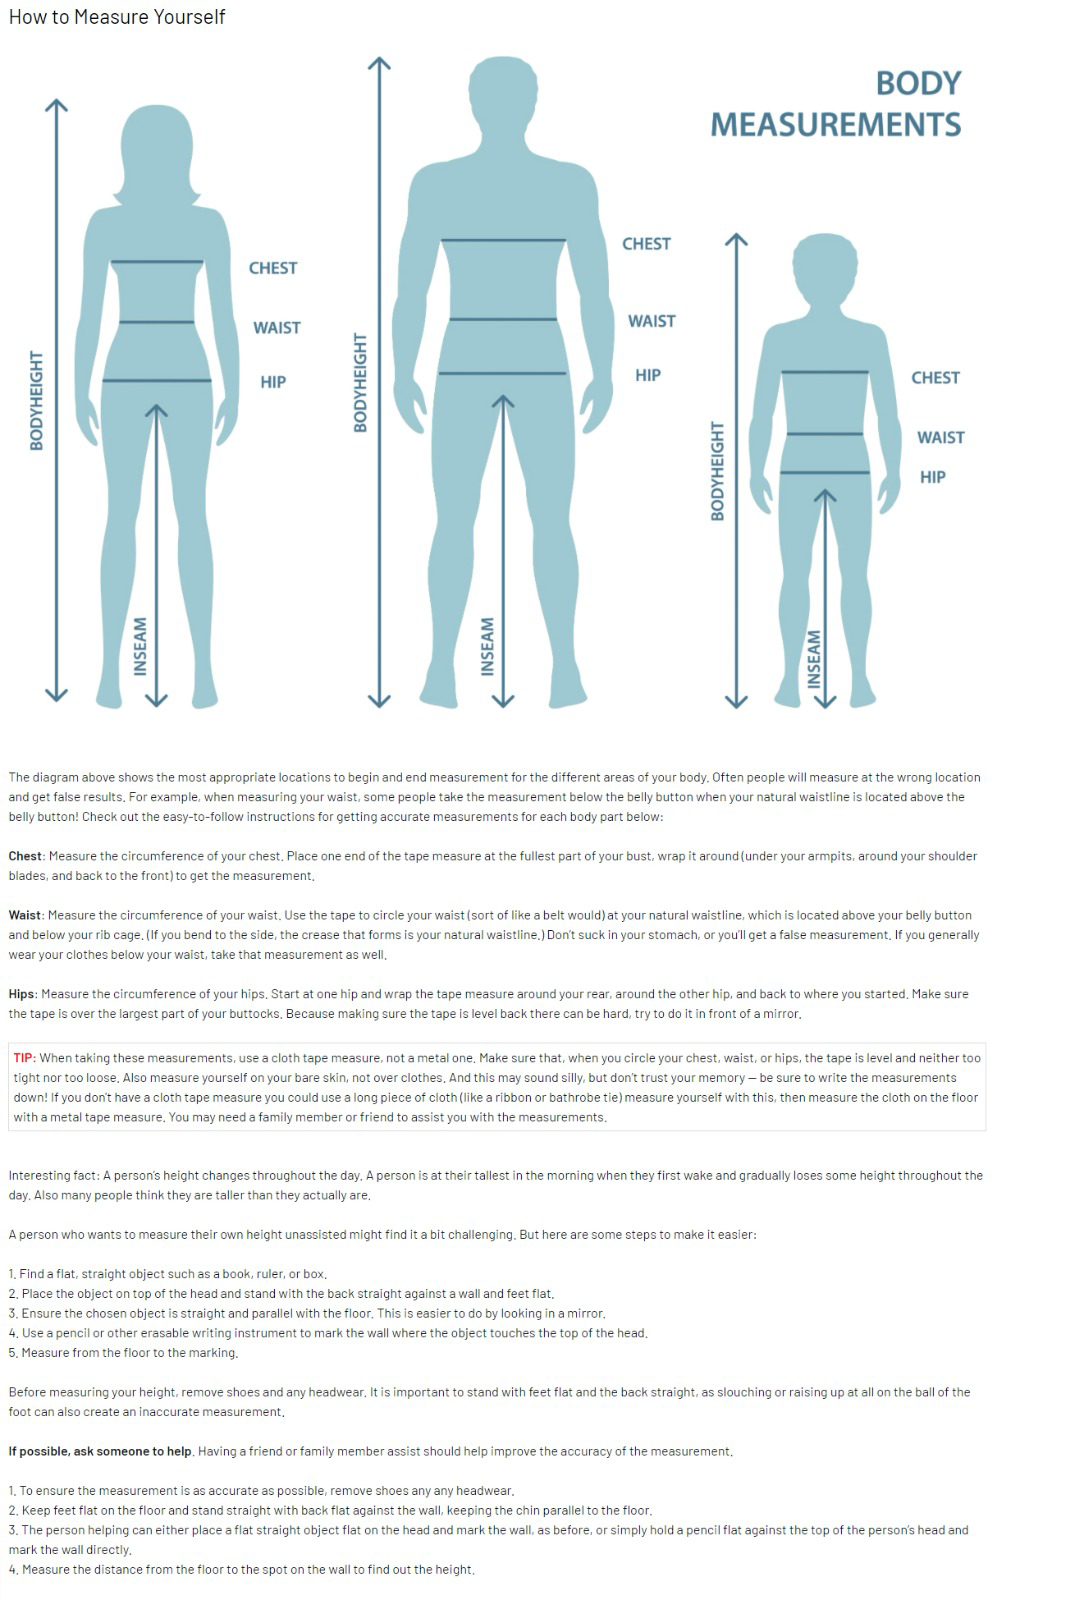 How to Measure Yourself
BODY
MEASUREMENTS
BODYHEIGHT
CHEST
WAIST
HIP
INSEAM
BODYHEIGHT
CHEST
WAIST
HIP
INSEAM
BODYHEIGHT
CHEST
WAIST
HIP
INSEAM
The diagram above shows the most appropriate locations to begin and end measurement for the different areas of your body. Often people will measure at the wrong location
and get false results. For example, when measuring your waist, some people take the measurement below the belly button when your natural waistline is located above the
belly button! Check out the easy-to-follow instructions for getting accurate measurements for each body part below:
Chest: Measure the circumference of your chest. Place one end of the tape measure at the fullest part of your bust, wrap it around (under your armpits, around your shoulder
blades, and back to the front) to get the measurement.
Waist: Measure the circumference of your waist. Use the tape to circle your waist (sort of like a belt would) at your natural waistline, which is located above your belly button
and below your rib cage. (If you bend to the side, the crease that forms is your natural waistline.) Don't suck in your stomach, or you'll get a false measurement. If you generally
wear your clothes below your waist, take that measurement as well.
Hips: Measure the circumference of your hips. Start at one hip and wrap the tape measure around your rear, around the other hip, and back to where you started. Make sure
the tape is over the largest part of your buttocks. Because making sure the tape is level back there can be hard, try to do it in front of a mirror.
TIP: When taking these measurements, use a cloth tape measure, not a metal one. Make sure that, when you circle your chest, waist, or hips, the tape is level and neither too
tight nor too loose. Also measure yourself on your bare skin, not over clothes. And this may sound silly, but don't trust your memory — be sure to write the measurements
down! If you don't have a cloth tape measure you could use a long piece of cloth (like a ribbon or bathrobe tie) measure yourself with this, then measure the cloth on the floor
with a metal tape measure. You may need a family member or friend to assist you with the measurements.
Interesting fact: A person's height changes throughout the day. A person is at their tallest in the morning when they first wake and gradually loses some height throughout the
day. Also many people think they are taller than they actually are.
A person who wants to measure their own height unassisted might find it a bit challenging. But here are some steps to make it easier:
1. Find a flat, straight object such as a book, ruler, or box.
2. Place the object on top of the head and stand with the back straight against a wall and feet flat.
3. Ensure the chosen object is straight and parallel with the floor. This is easier to do by looking in a mirror.
4. Use a pencil or other erasable writing instrument to mark the wall where the object touches the top of the head.
5. Measure from the floor to the marking.
Before measuring your height, remove shoes and any headwear. It is important to stand with feet flat and the back straight, as slouching or raising up at all on the ball of the
foot can also create an inaccurate measurement.
If possible, ask someone to help. Having a friend or family member assist should help improve the accuracy of the measurement.
1. To ensure the measurement is as accurate as possible, remove shoes any any headwear.
2. Keep feet flat on the floor and stand straight with back flat against the wall, keeping the chin parallel to the floor.
3. The person helping can either place a flat straight object flat on the head and mark the wall, as before, or simply hold a pencil flat against the top of the person's head and
mark the wall directly.
4. Measure the distance from the floor to the spot on the wall to find out the height.